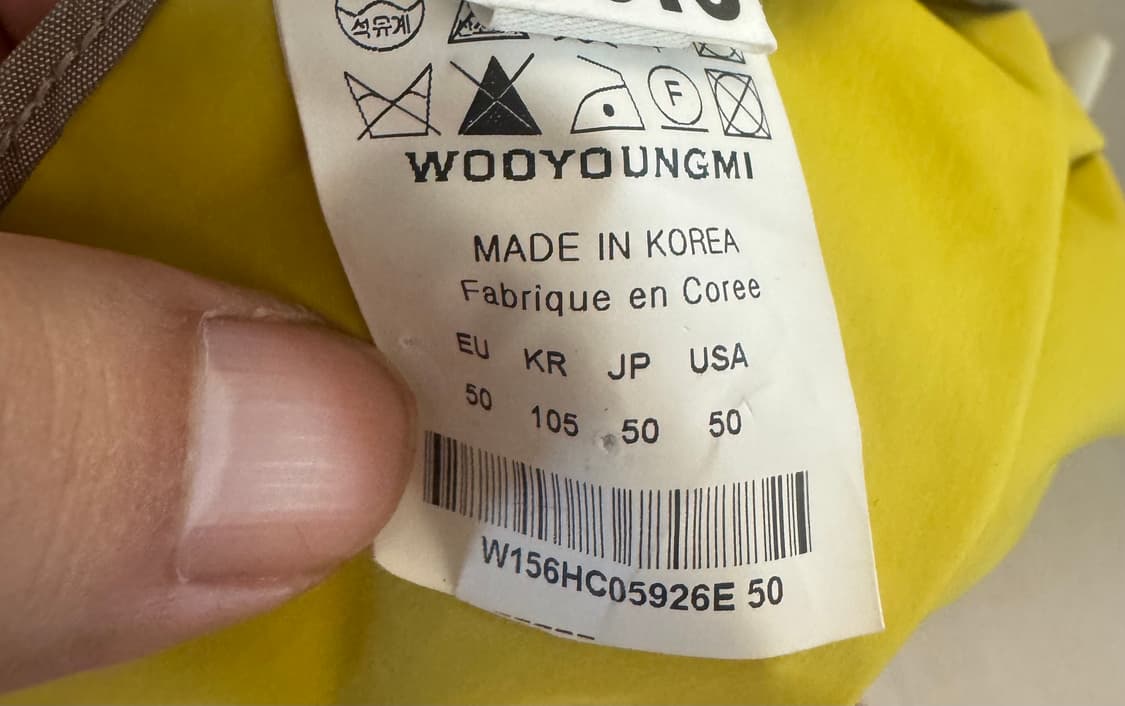 석유계
F
WOOYOUNGMI
MADE IN KOREA
Fabrique en Coree
EU KR JP USA
50 105 50 50
W156HC05926E 50